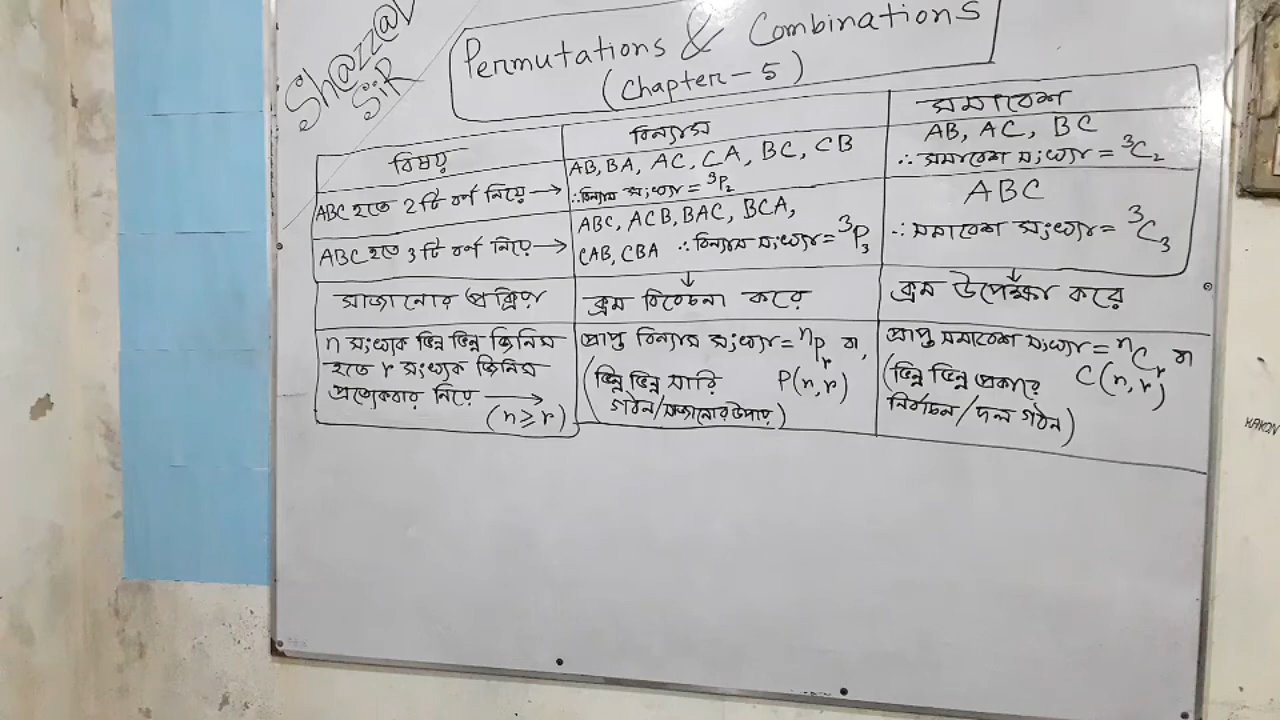 Sh@zz@d
SiR
Permutations & Combinations
(Chapter-5)
বিষয়
বিন্যাস
সমাবেশ
ABC হতে 2টি বর্ণ নিয়ে →
AB, BA, AC, CA, BC, CB
∴ বিন্যাস সংখ্যা = ³P₂
AB, AC, BC
∴ সমাবেশ সংখ্যা = ³C₂
ABC হতে 3টি বর্ণ নিয়ে →
ABC, ACB, BAC, BCA,
CAB, CBA ∴ বিন্যাস সংখ্যা = ³P₃
ABC
∴ সমাবেশ সংখ্যা = ³C₃
সাজানোর প্রক্রিয়া
ক্রম বিবেচনা করে
ক্রম উপেক্ষা করে
n সংখ্যক ভিন্ন ভিন্ন জিনিস
হতে r সংখ্যক জিনিস
প্রত্যেকবার নিয়ে →
(n ≥ r)
প্রাপ্ত বিন্যাস সংখ্যা = ⁿPᵣ বা,
(ভিন্ন ভিন্ন সারি P(n, r)
গঠন/সাজানোর উপায়)
প্রাপ্ত সমাবেশ সংখ্যা = ⁿCᵣ বা
(ভিন্ন ভিন্ন প্রকারে C(n, r)
নির্বাচন/দল গঠন)